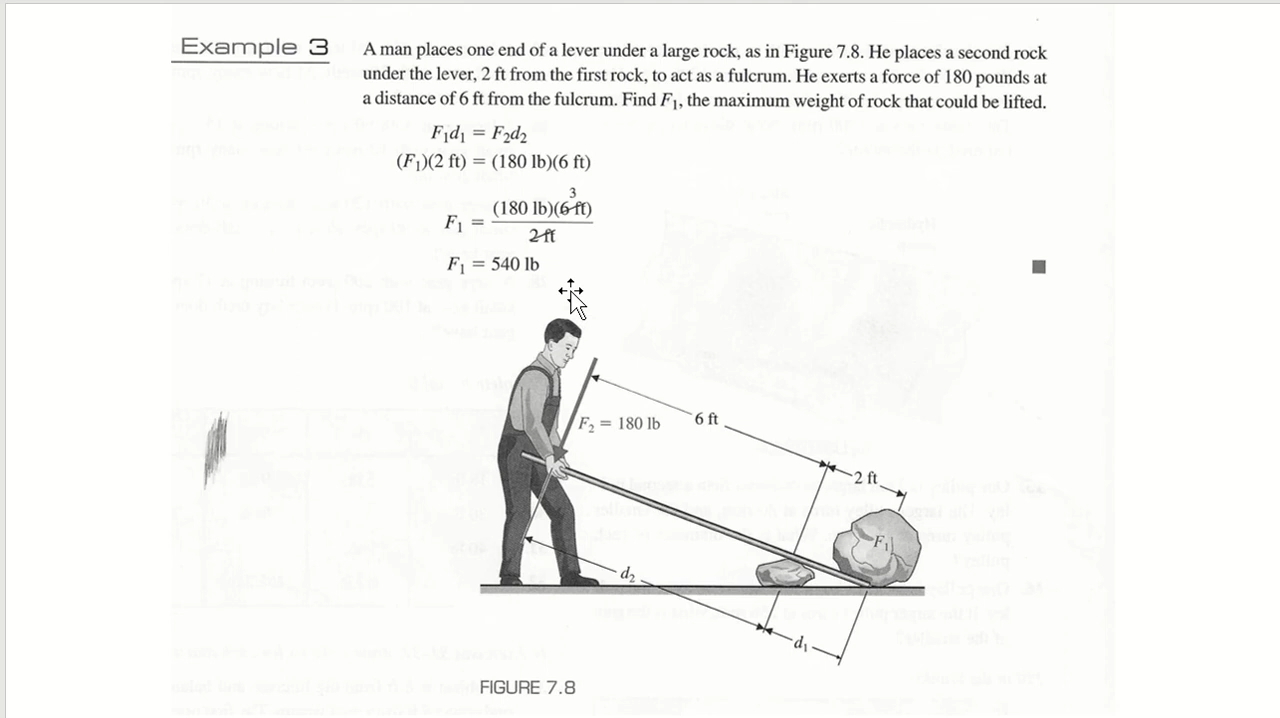 Example 3
A man places one end of a lever under a large rock, as in Figure 7.8. He places a second rock
under the lever, 2 ft from the first rock, to act as a fulcrum. He exerts a force of 180 pounds at
a distance of 6 ft from the fulcrum. Find F₁, the maximum weight of rock that could be lifted.
F₁d₁ = F₂d₂
(F₁)(2 ft) = (180 lb)(6 ft)
3
F₁ = (180 lb)(6 ft)
2 ft
F₁ = 540 lb
F₂ = 180 lb
6 ft
2 ft
F₁
d₂
d₁
FIGURE 7.8